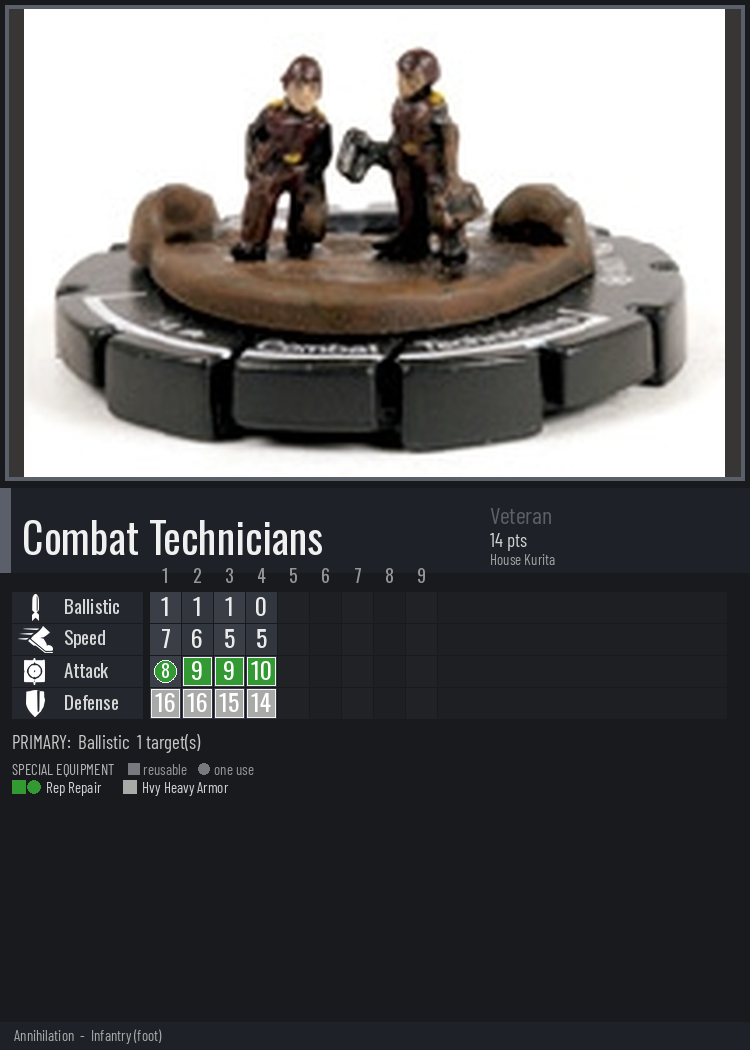 Combat Technicians
Combat Technicians
Veteran
14 pts
House Kurita
1 2 3 4 5 6 7 8 9
Ballistic 1 1 1 0
Speed 7 6 5 5
Attack 8 9 9 10
Defense 16 16 15 14
PRIMARY: Ballistic 1 target(s)
SPECIAL EQUIPMENT reusable one use
Rep Repair Hvy Heavy Armor
Annihilation - Infantry (foot)